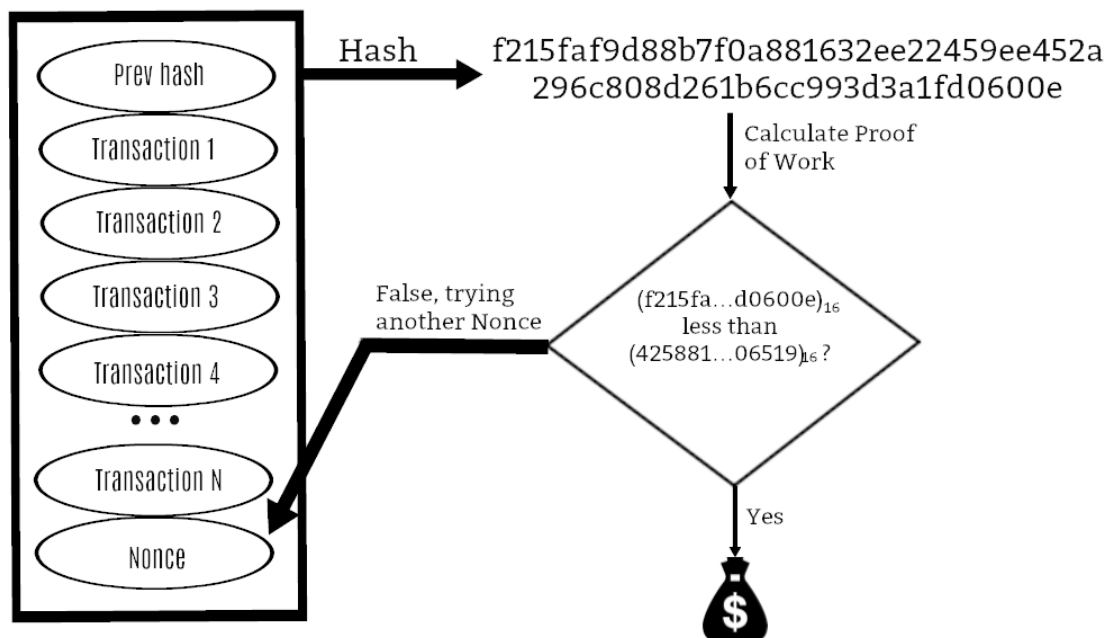 Prev hash
Transaction 1
Transaction 2
Transaction 3
Transaction 4
...
Transaction N
Nonce
Hash
f215faf9d88b7f0a881632ee22459ee452a
296c808d261b6cc993d3a1fd0600e
Calculate Proof
of Work
(f215fa...d0600e)₁₆
less than
(425881...06519)₁₆?
False, trying
another Nonce
Yes
$